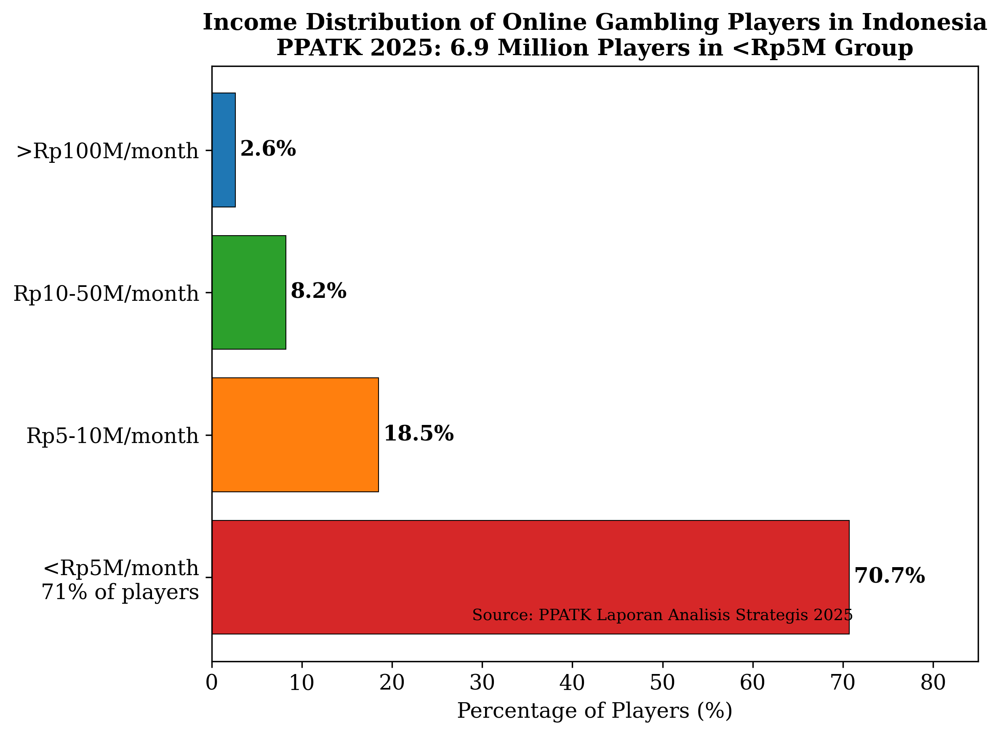 Income Distribution of Online Gambling Players in Indonesia
PPATK 2025: 6.9 Million Players in <Rp5M Group
>Rp100M/month
2.6%
Rp10-50M/month
8.2%
Rp5-10M/month
18.5%
<Rp5M/month
71% of players
70.7%
Source: PPATK Laporan Analisis Strategis 2025
0 10 20 30 40 50 60 70 80
Percentage of Players (%)